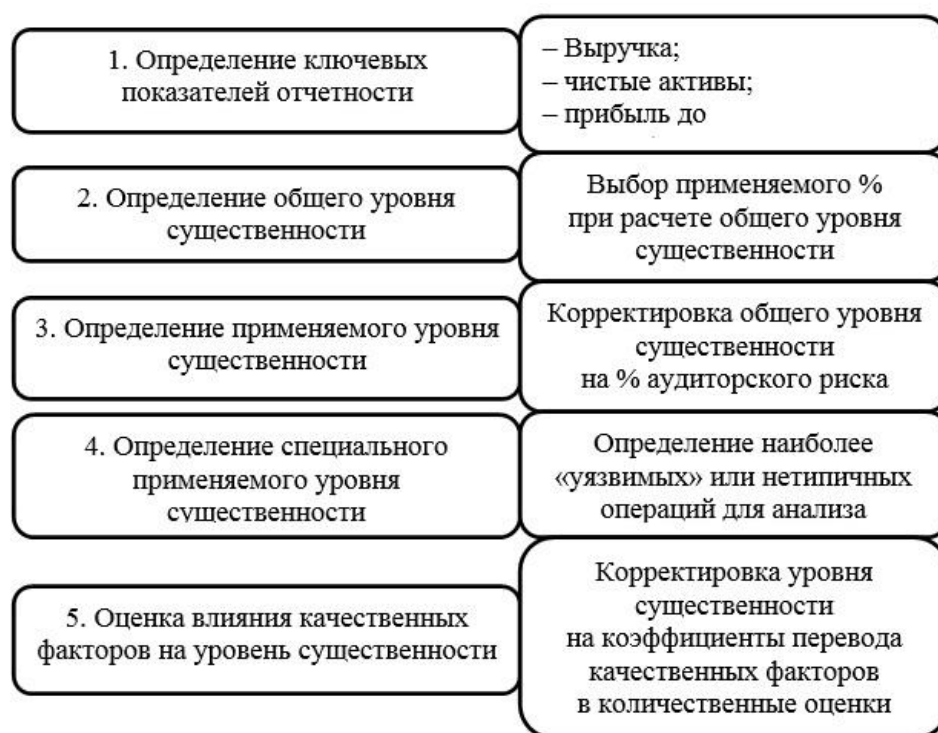 1. Определение ключевых
показателей отчетности
– Выручка;
– чистые активы;
– прибыль до
2. Определение общего уровня
существенности
Выбор применяемого %
при расчете общего уровня
существенности
3. Определение применяемого уровня
существенности
Корректировка общего уровня
существенности
на % аудиторского риска
4. Определение специального
применяемого уровня
существенности
Определение наиболее
«уязвимых» или нетипичных
операций для анализа
5. Оценка влияния качественных
факторов на уровень существенности
Корректировка уровня
существенности
на коэффициенты перевода
качественных факторов
в количественные оценки